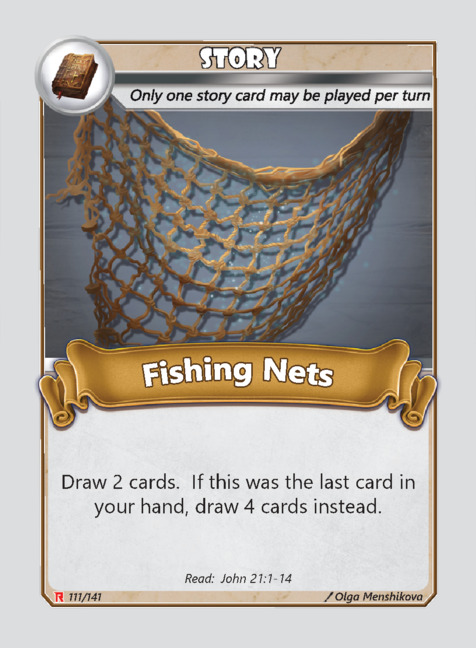 STORY
Only one story card may be played per turn
Fishing Nets
Draw 2 cards.  If this was the last card in
your hand, draw 4 cards instead.
Read:  John 21:1-14
R 111/141
Olga Menshikova